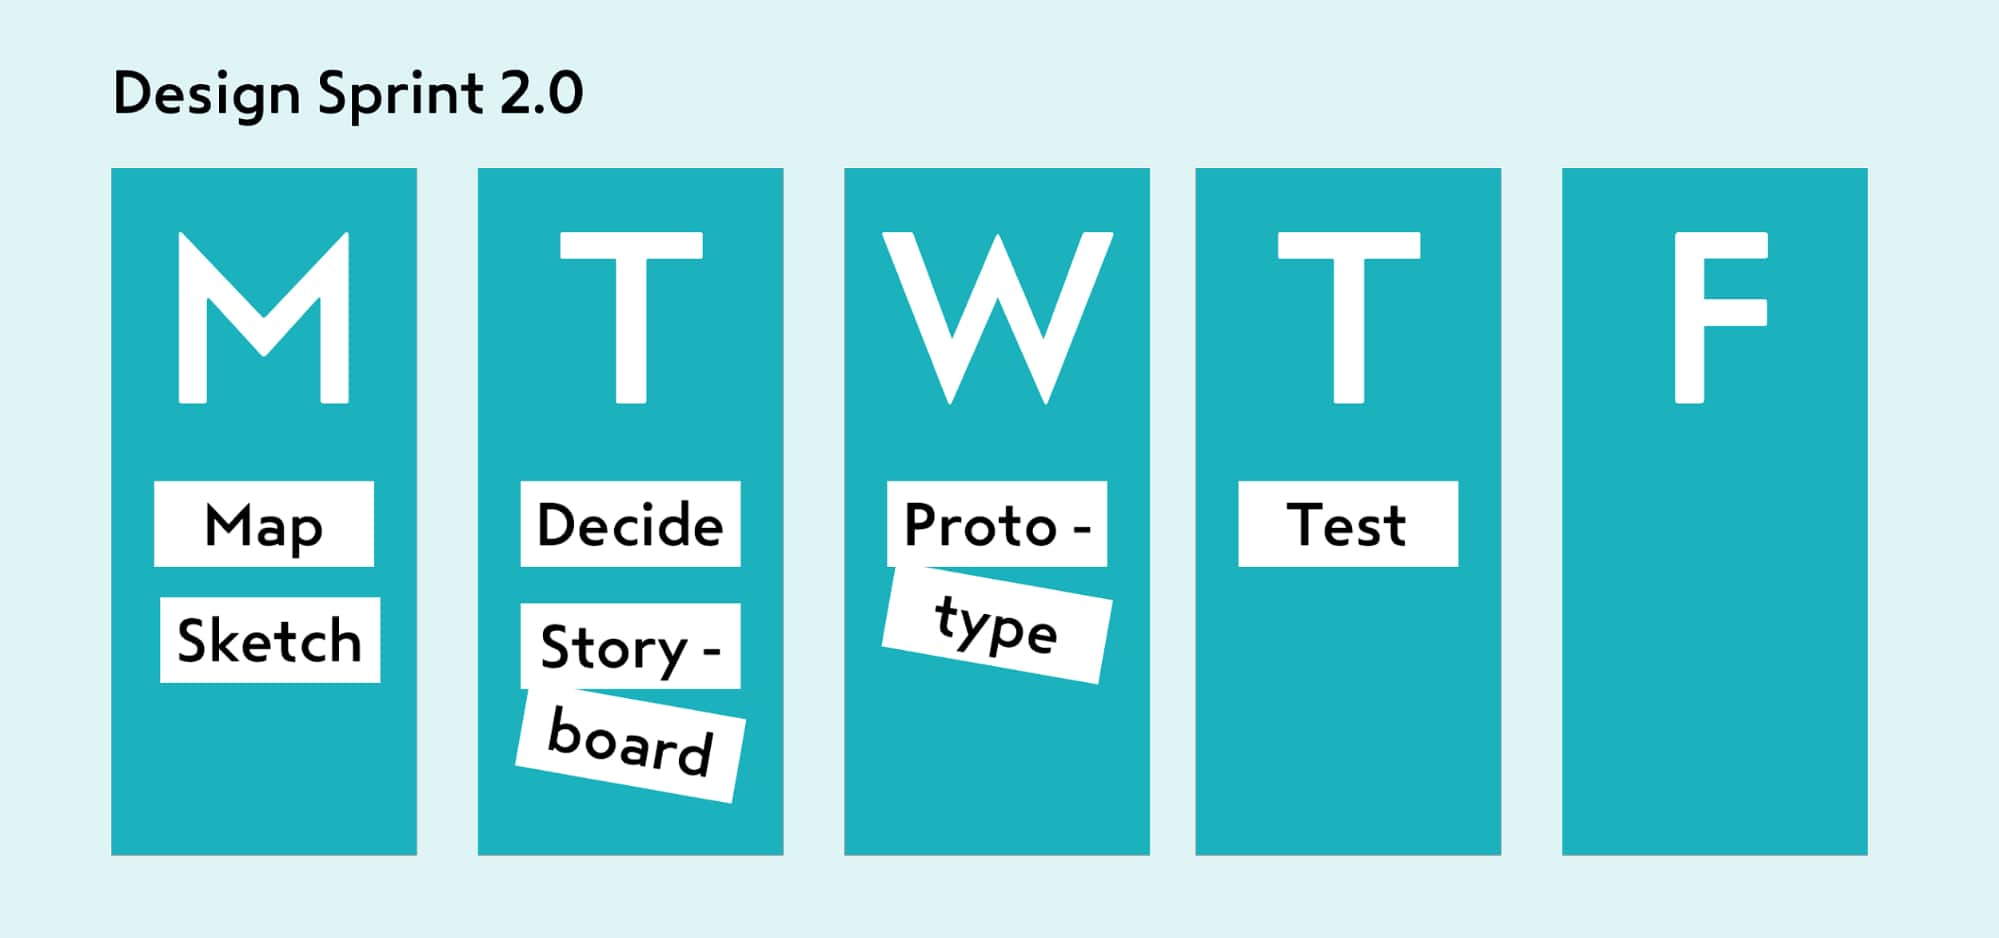 Design Sprint 2.0
M
Map
Sketch
T
Decide
Story -
board
W
Proto -
type
T
Test
F